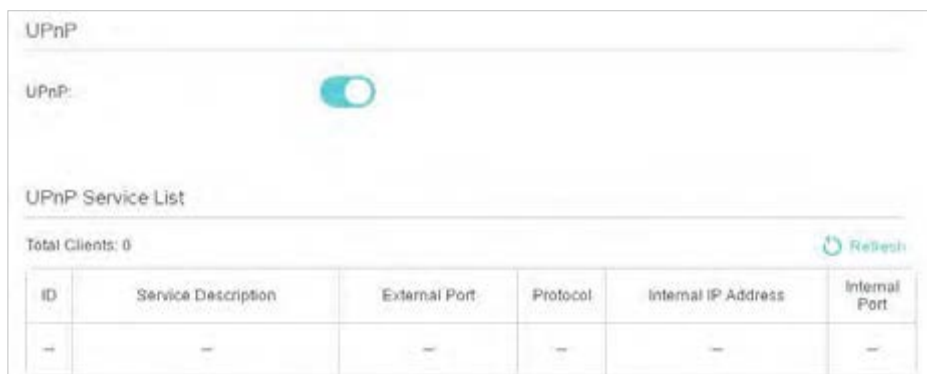 UPnP
UPnP:
UPnP Service List
Total Clients: 0
Refresh
ID Service Description External Port Protocol Internal IP Address Internal Port
-- -- -- -- -- --